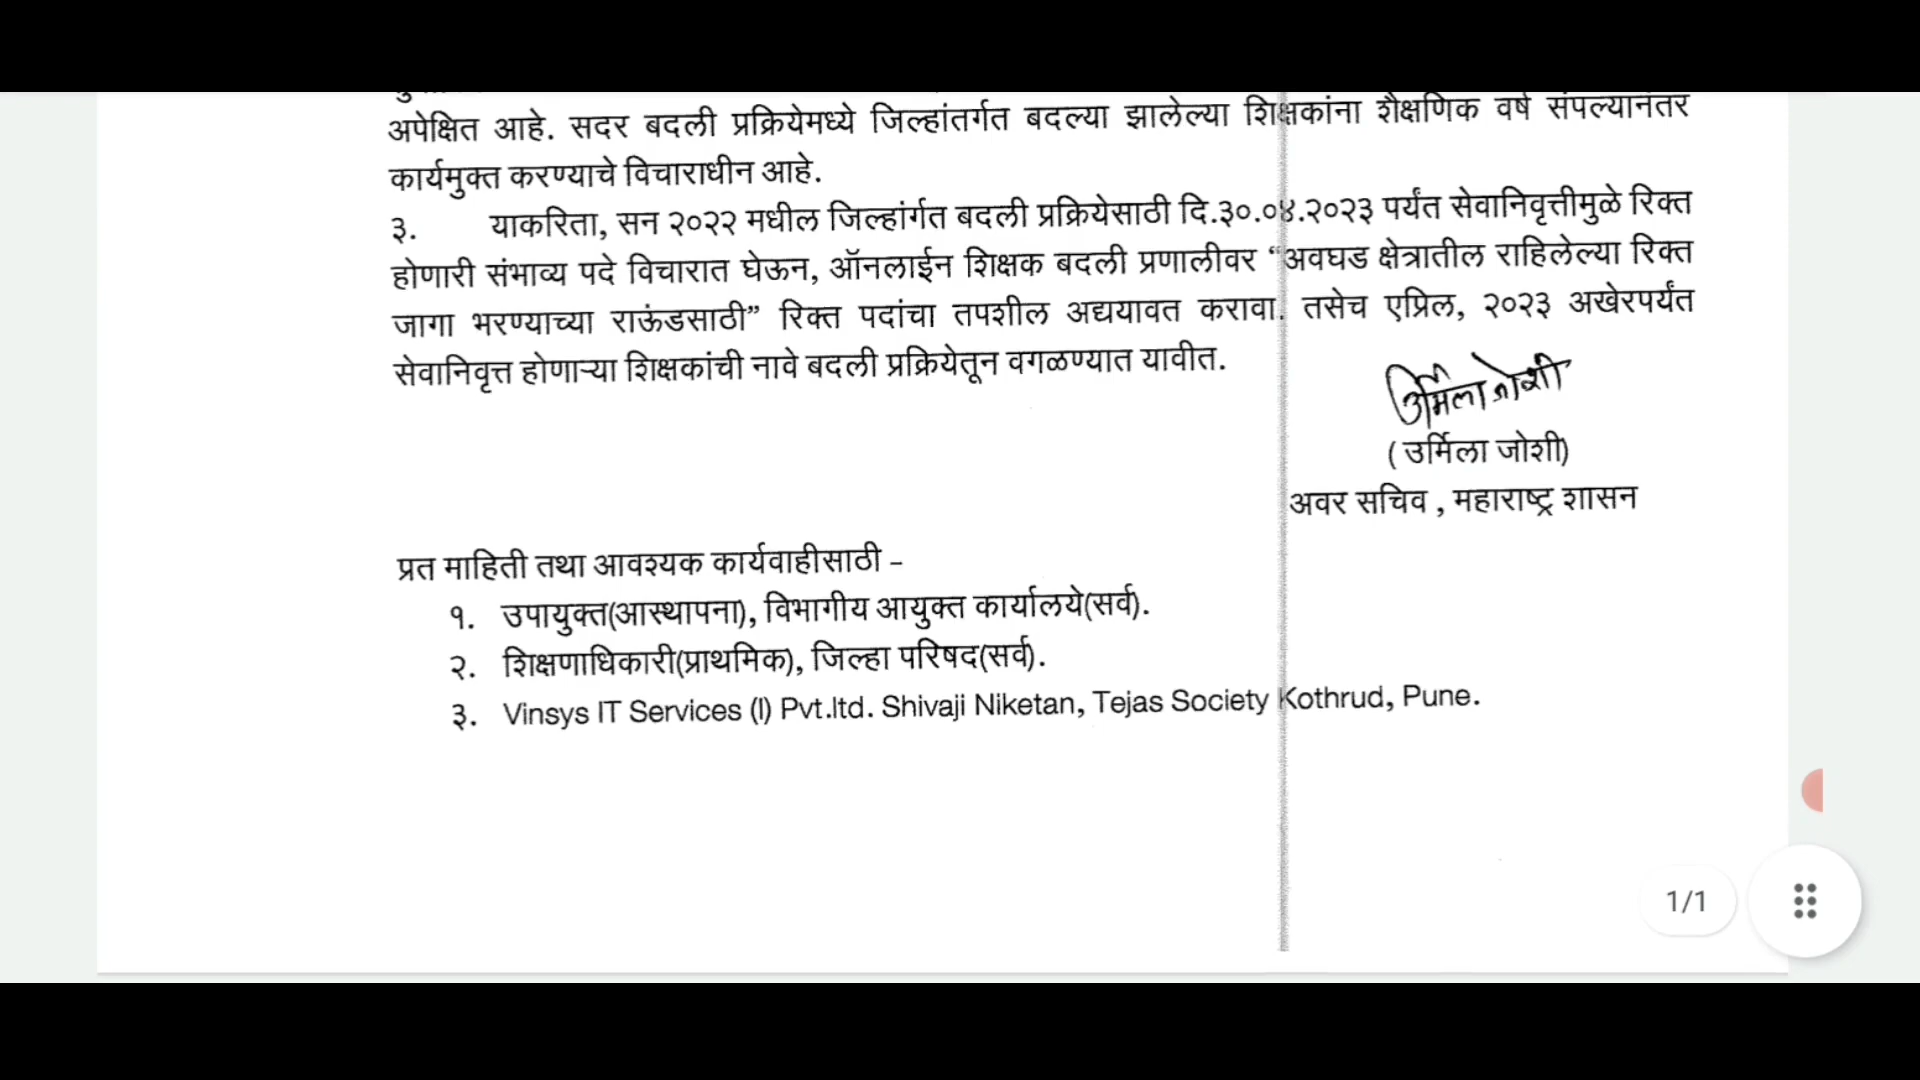 अपेक्षित आहे. सदर बदली प्रक्रियेमध्ये जिल्हांतर्गत बदल्या झालेल्या शिक्षकांना शैक्षणिक वर्ष संपल्यानंतर
कार्यमुक्त करण्याचे विचाराधीन आहे.
३. याकरिता, सन २०२२ मधील जिल्हांर्गत बदली प्रक्रियेसाठी दि.३०.०४.२०२३ पर्यंत सेवानिवृत्तीमुळे रिक्त
होणारी संभाव्य पदे विचारात घेऊन, ऑनलाईन शिक्षक बदली प्रणालीवर “अवघड क्षेत्रातील राहिलेल्या रिक्त
जागा भरण्याच्या राऊंडसाठी” रिक्त पदांचा तपशील अद्ययावत करावा. तसेच एप्रिल, २०२३ अखेरपर्यंत
सेवानिवृत्त होणाऱ्या शिक्षकांची नावे बदली प्रक्रियेतून वगळण्यात यावीत.
उर्मिला जोशी
( उर्मिला जोशी)
अवर सचिव , महाराष्ट्र शासन
प्रत माहिती तथा आवश्यक कार्यवाहीसाठी –
१. उपायुक्त(आस्थापना), विभागीय आयुक्त कार्यालये(सर्व).
२. शिक्षणाधिकारी(प्राथमिक), जिल्हा परिषद(सर्व).
३. Vinsys IT Services (I) Pvt.ltd. Shivaji Niketan, Tejas Society Kothrud, Pune.
1/1